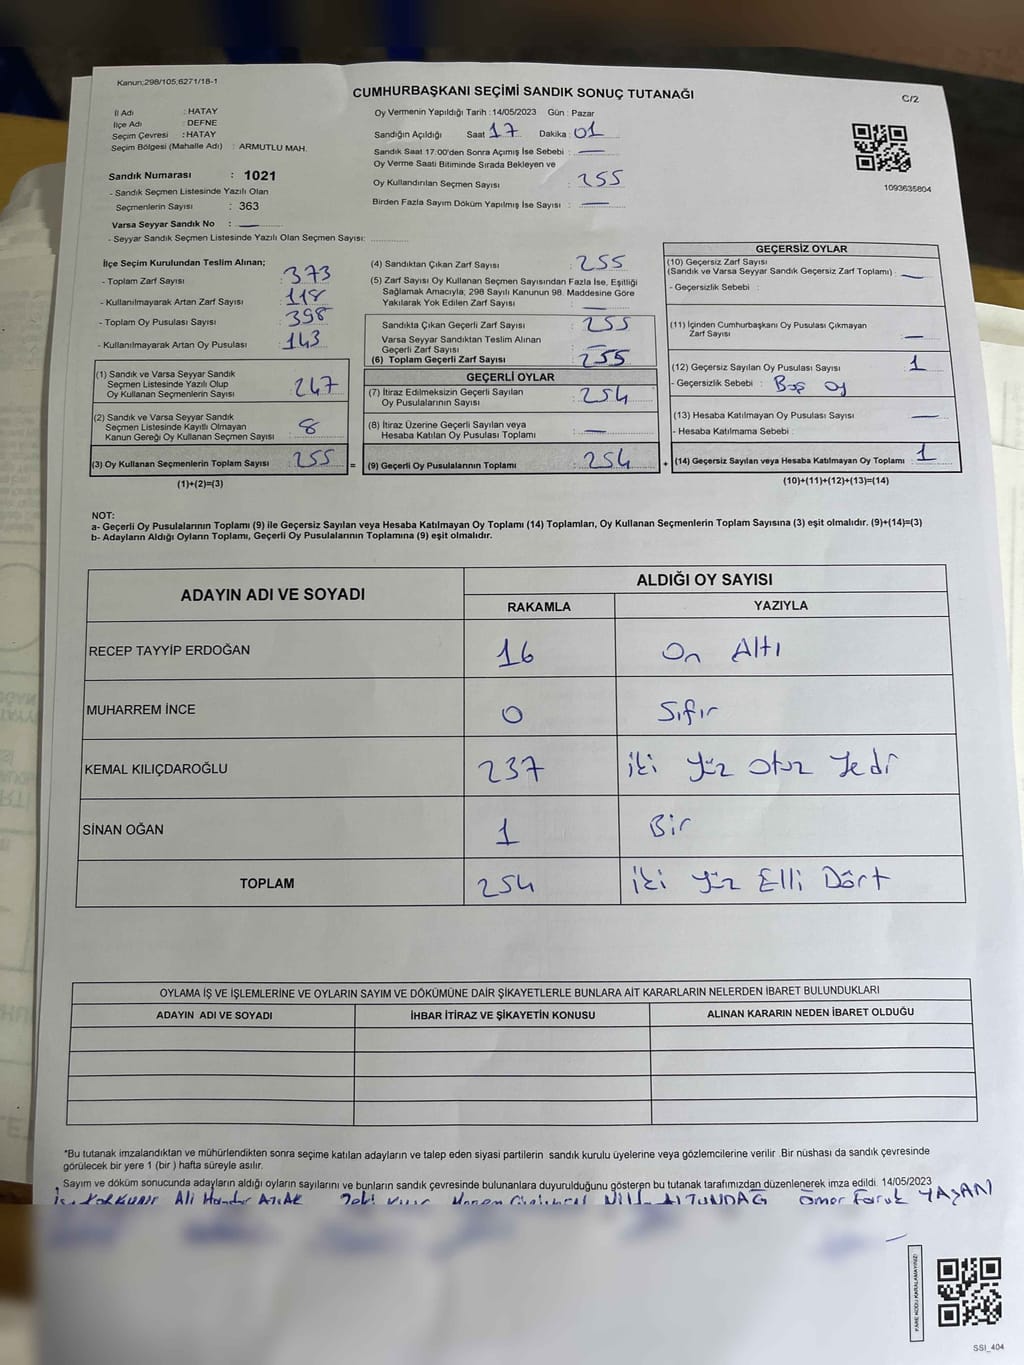 Kanun:298/105,6271/18-1
CUMHURBAŞKANI SEÇİMİ SANDIK SONUÇ TUTANAĞI
C/2
İl Adı : HATAY
İlçe Adı : DEFNE
Seçim Çevresi : HATAY
Seçim Bölgesi (Mahalle Adı) : ARMUTLU MAH.
Sandık Numarası : 1021
- Sandık Seçmen Listesinde Yazılı Olan
Seçmenlerin Sayısı : 363
Varsa Seyyar Sandık No : —
- Seyyar Sandık Seçmen Listesinde Yazılı Olan Seçmen Sayısı: ..............
Oy Vermenin Yapıldığı Tarih : 14/05/2023 Gün : Pazar
Sandığın Açıldığı Saat 17 Dakika : 01
Sandık Saat 17:00'den Sonra Açımış İse Sebebi : —
Oy Verme Saati Bitiminde Sırada Bekleyen ve
Oy Kullandırılan Seçmen Sayısı : 255
Birden Fazla Sayım Döküm Yapılmış İse Sayısı : —
1093635804
İlçe Seçim Kurulundan Teslim Alınan;
- Toplam Zarf Sayısı : 373
- Kullanılmayarak Artan Zarf Sayısı : 118
- Toplam Oy Pusulası Sayısı : 398
- Kullanılmayarak Artan Oy Pusulası : 143
(1) Sandık ve Varsa Seyyar Sandık
Seçmen Listesinde Yazılı Olup
Oy Kullanan Seçmenlerin Sayısı : 247
(2) Sandık ve Varsa Seyyar Sandık
Seçmen Listesinde Kayıtlı Olmayan
Kanun Gereği Oy Kullanan Seçmen Sayısı : 8
(3) Oy Kullanan Seçmenlerin Toplam Sayısı : 255
(1)+(2)=(3)
=
(4) Sandıktan Çıkan Zarf Sayısı : 255
(5) Zarf Sayısı Oy Kullanan Seçmen Sayısından Fazla İse, Eşitliği
Sağlamak Amacıyla; 298 Sayılı Kanunun 98. Maddesine Göre
Yakılarak Yok Edilen Zarf Sayısı : —
Sandıkta Çıkan Geçerli Zarf Sayısı : 255
Varsa Seyyar Sandıktan Teslim Alınan
Geçerli Zarf Sayısı : —
(6) Toplam Geçerli Zarf Sayısı : 255
GEÇERLİ OYLAR
(7) İtiraz Edilmeksizin Geçerli Sayılan
Oy Pusulalarının Sayısı : 254
(8) İtiraz Üzerine Geçerli Sayılan veya
Hesaba Katılan Oy Pusulası Toplamı : —
(9) Geçerli Oy Pusulalarının Toplamı : 254
+
GEÇERSİZ OYLAR
(10) Geçersiz Zarf Sayısı
(Sandık ve Varsa Seyyar Sandık Geçersiz Zarf Toplamı) : —
- Geçersizlik Sebebi :
(11) İçinden Cumhurbaşkanı Oy Pusulası Çıkmayan
Zarf Sayısı : —
(12) Geçersiz Sayılan Oy Pusulası Sayısı : 1
- Geçersizlik Sebebi : Boş oy
(13) Hesaba Katılmayan Oy Pusulası Sayısı : —
- Hesaba Katılmama Sebebi :
(14) Geçersiz Sayılan veya Hesaba Katılmayan Oy Toplamı : 1
(10)+(11)+(12)+(13)=(14)
NOT:
a- Geçerli Oy Pusulalarının Toplamı (9) ile Geçersiz Sayılan veya Hesaba Katılmayan Oy Toplamı (14) Toplamları, Oy Kullanan Seçmenlerin Toplam Sayısına (3) eşit olmalıdır. (9)+(14)=(3)
b- Adayların Aldığı Oyların Toplamı, Geçerli Oy Pusulalarının Toplamına (9) eşit olmalıdır.
ADAYIN ADI VE SOYADI
ALDIĞI OY SAYISI
RAKAMLA YAZIYLA
RECEP TAYYİP ERDOĞAN 16 On Altı
MUHARREM İNCE 0 Sıfır
KEMAL KILIÇDAROĞLU 237 iki Yüz Otuz Yedi
SİNAN OĞAN 1 Bir
TOPLAM 254 iki Yüz Elli Dört
OYLAMA İŞ VE İŞLEMLERİNE VE OYLARIN SAYIM VE DÖKÜMÜNE DAİR ŞİKAYETLERLE BUNLARA AİT KARARLARIN NELERDEN İBARET BULUNDUKLARI
ADAYIN ADI VE SOYADI İHBAR İTİRAZ VE ŞİKAYETİN KONUSU ALINAN KARARIN NEDEN İBARET OLDUĞU
*Bu tutanak imzalandıktan ve mühürlendikten sonra seçime katılan adayların ve talep eden siyasi partilerin sandık kurulu üyelerine veya gözlemcilerine verilir .Bir nüshası da sandık çevresinde
görülecek bir yere 1 (bir ) hafta süreyle asılır.
Sayım ve döküm sonucunda adayların aldığı oyların sayılarını ve bunların sandık çevresinde bulunanlara duyurulduğunu gösteren bu tutanak tarafımızdan düzenlenerek imza edildi. 14/05/2023
Ali ALTUNDAĞ Ömer Faruk YAŞAN
KARE KODU KARALAMAYINIZ!
SSI_404